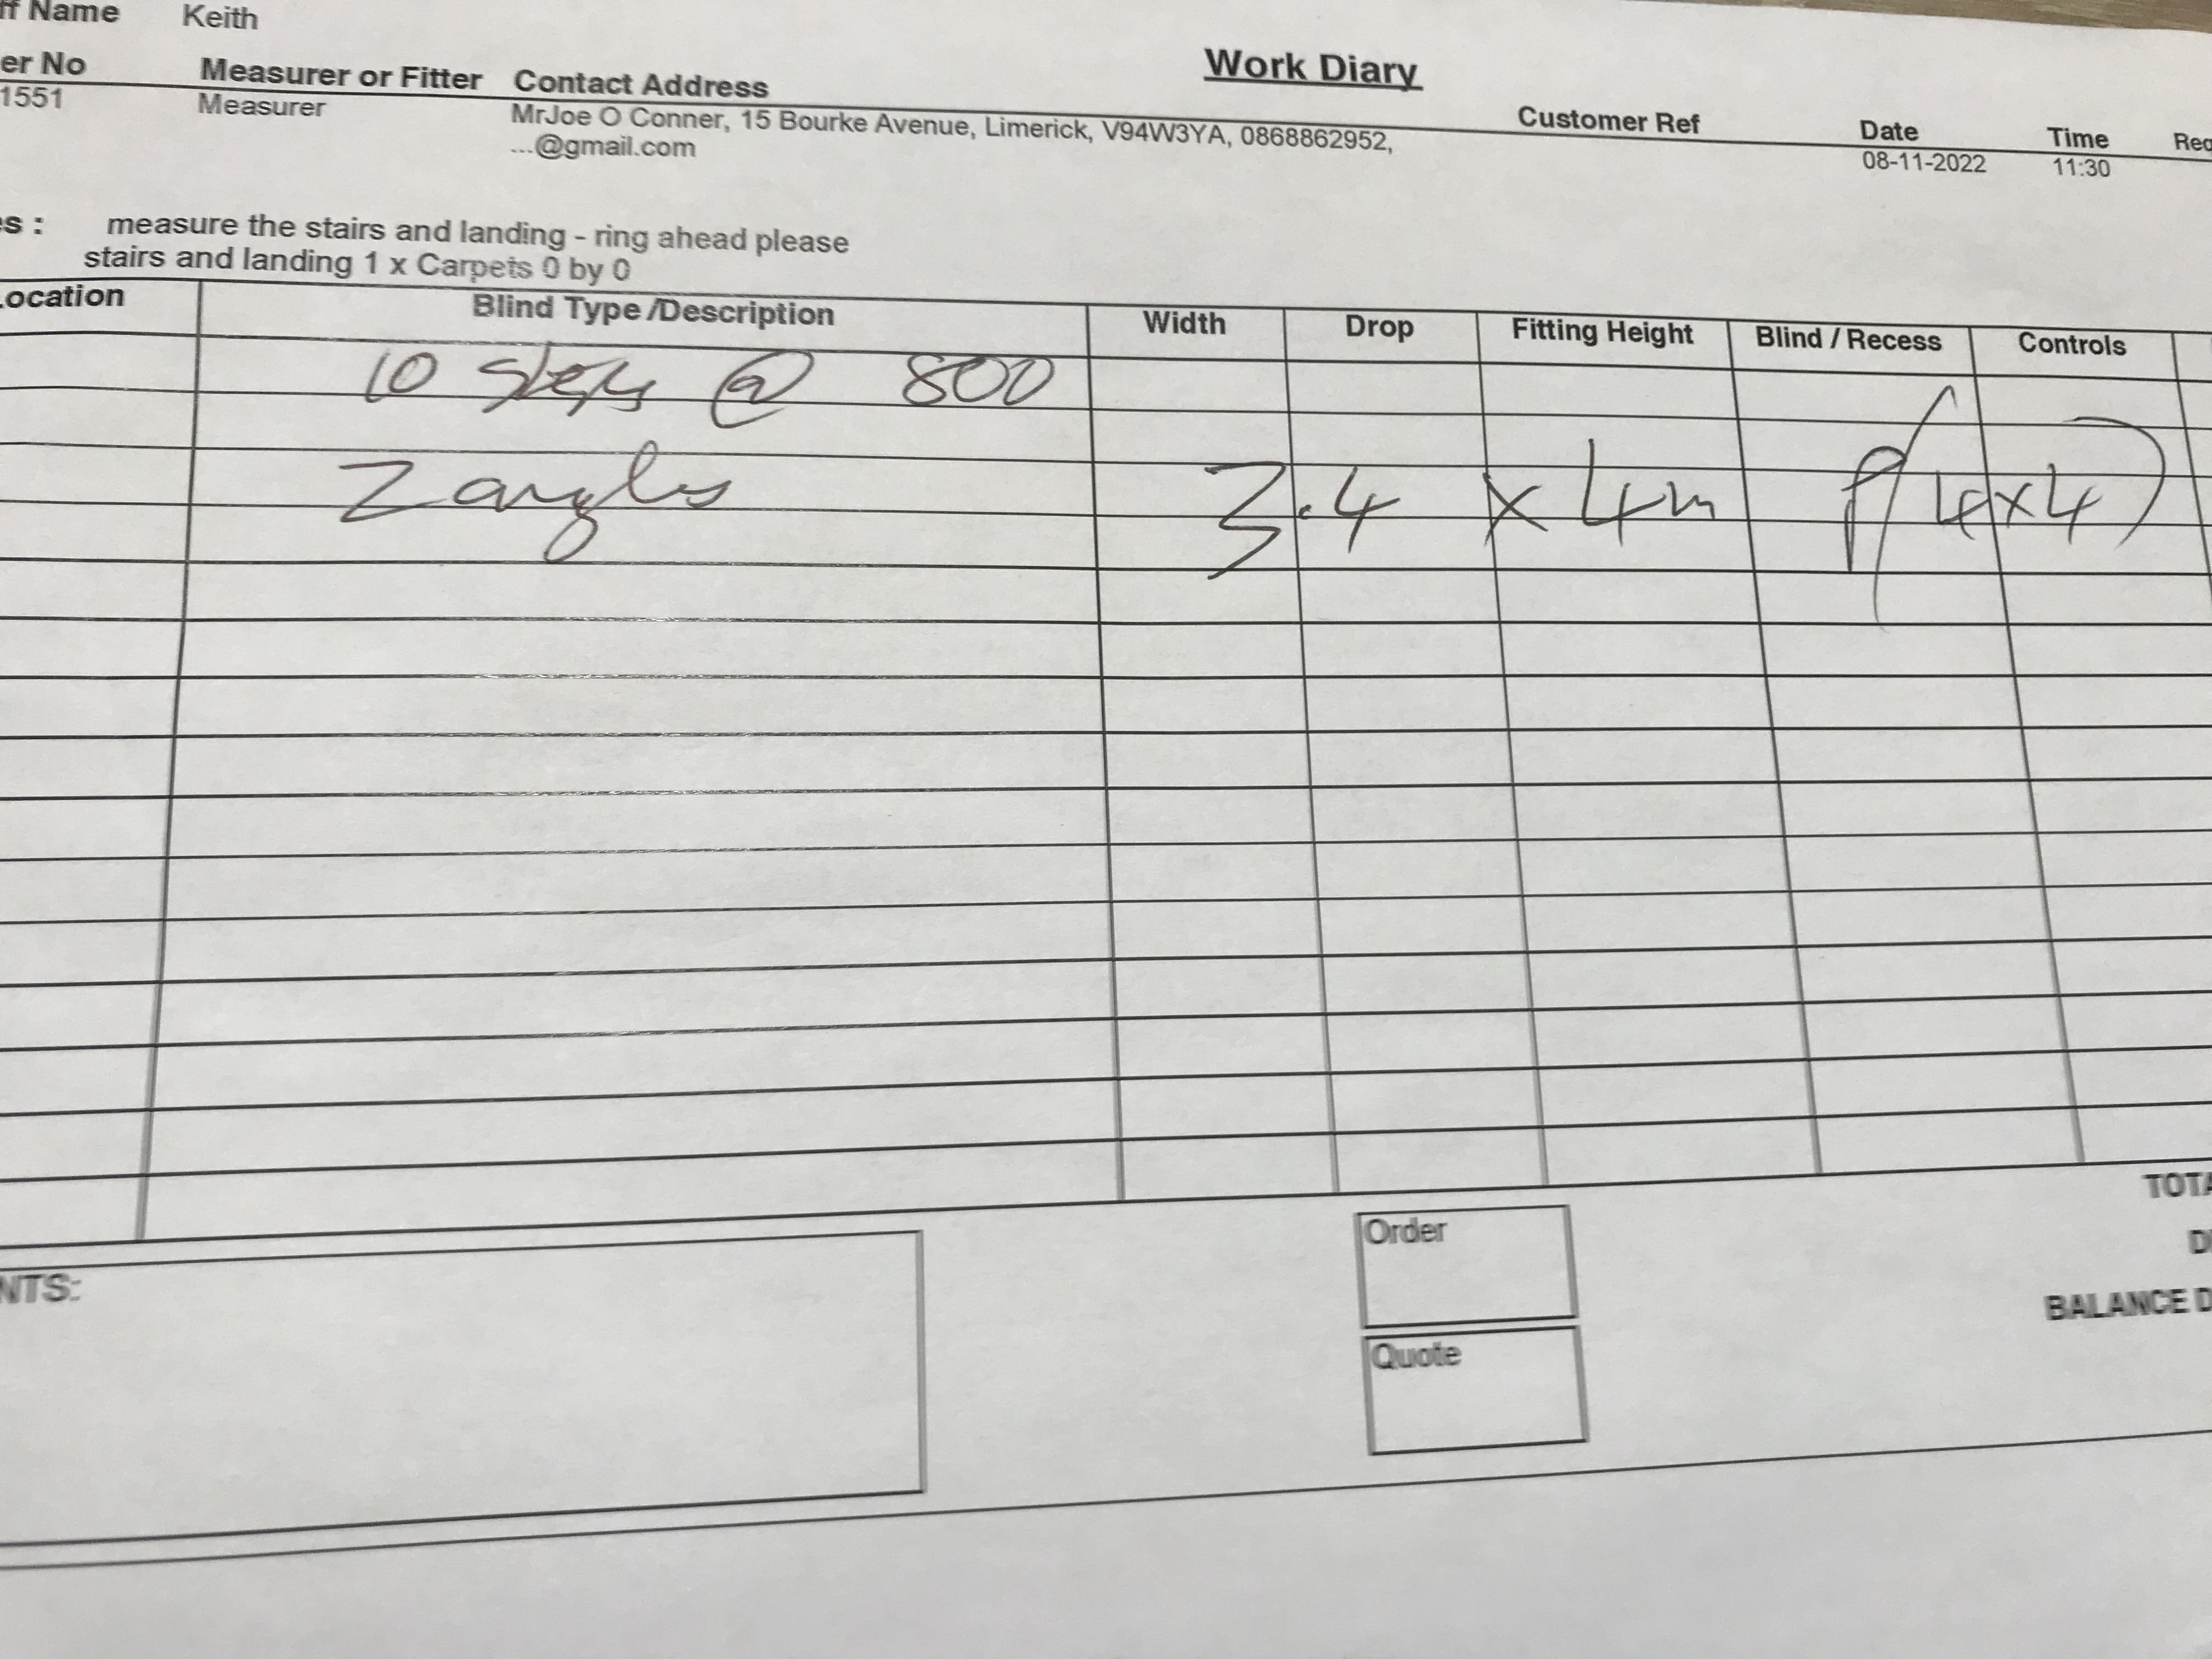 ff Name Keith
Work Diary
er No Measurer or Fitter Contact Address Customer Ref Date Time Req
1551 Measurer MrJoe O Conner, 15 Bourke Avenue, Limerick, V94W3YA, 0868862952, 08-11-2022 11:30
...@gmail.com
es : measure the stairs and landing - ring ahead please
stairs and landing 1 x Carpets 0 by 0
Location Blind Type /Description Width Drop Fitting Height Blind / Recess Controls
10 steps @ 800
2 angles 3.4 x 4m (4x4)
TOTA
Order
D
NTS:
BALANCE D
Quote